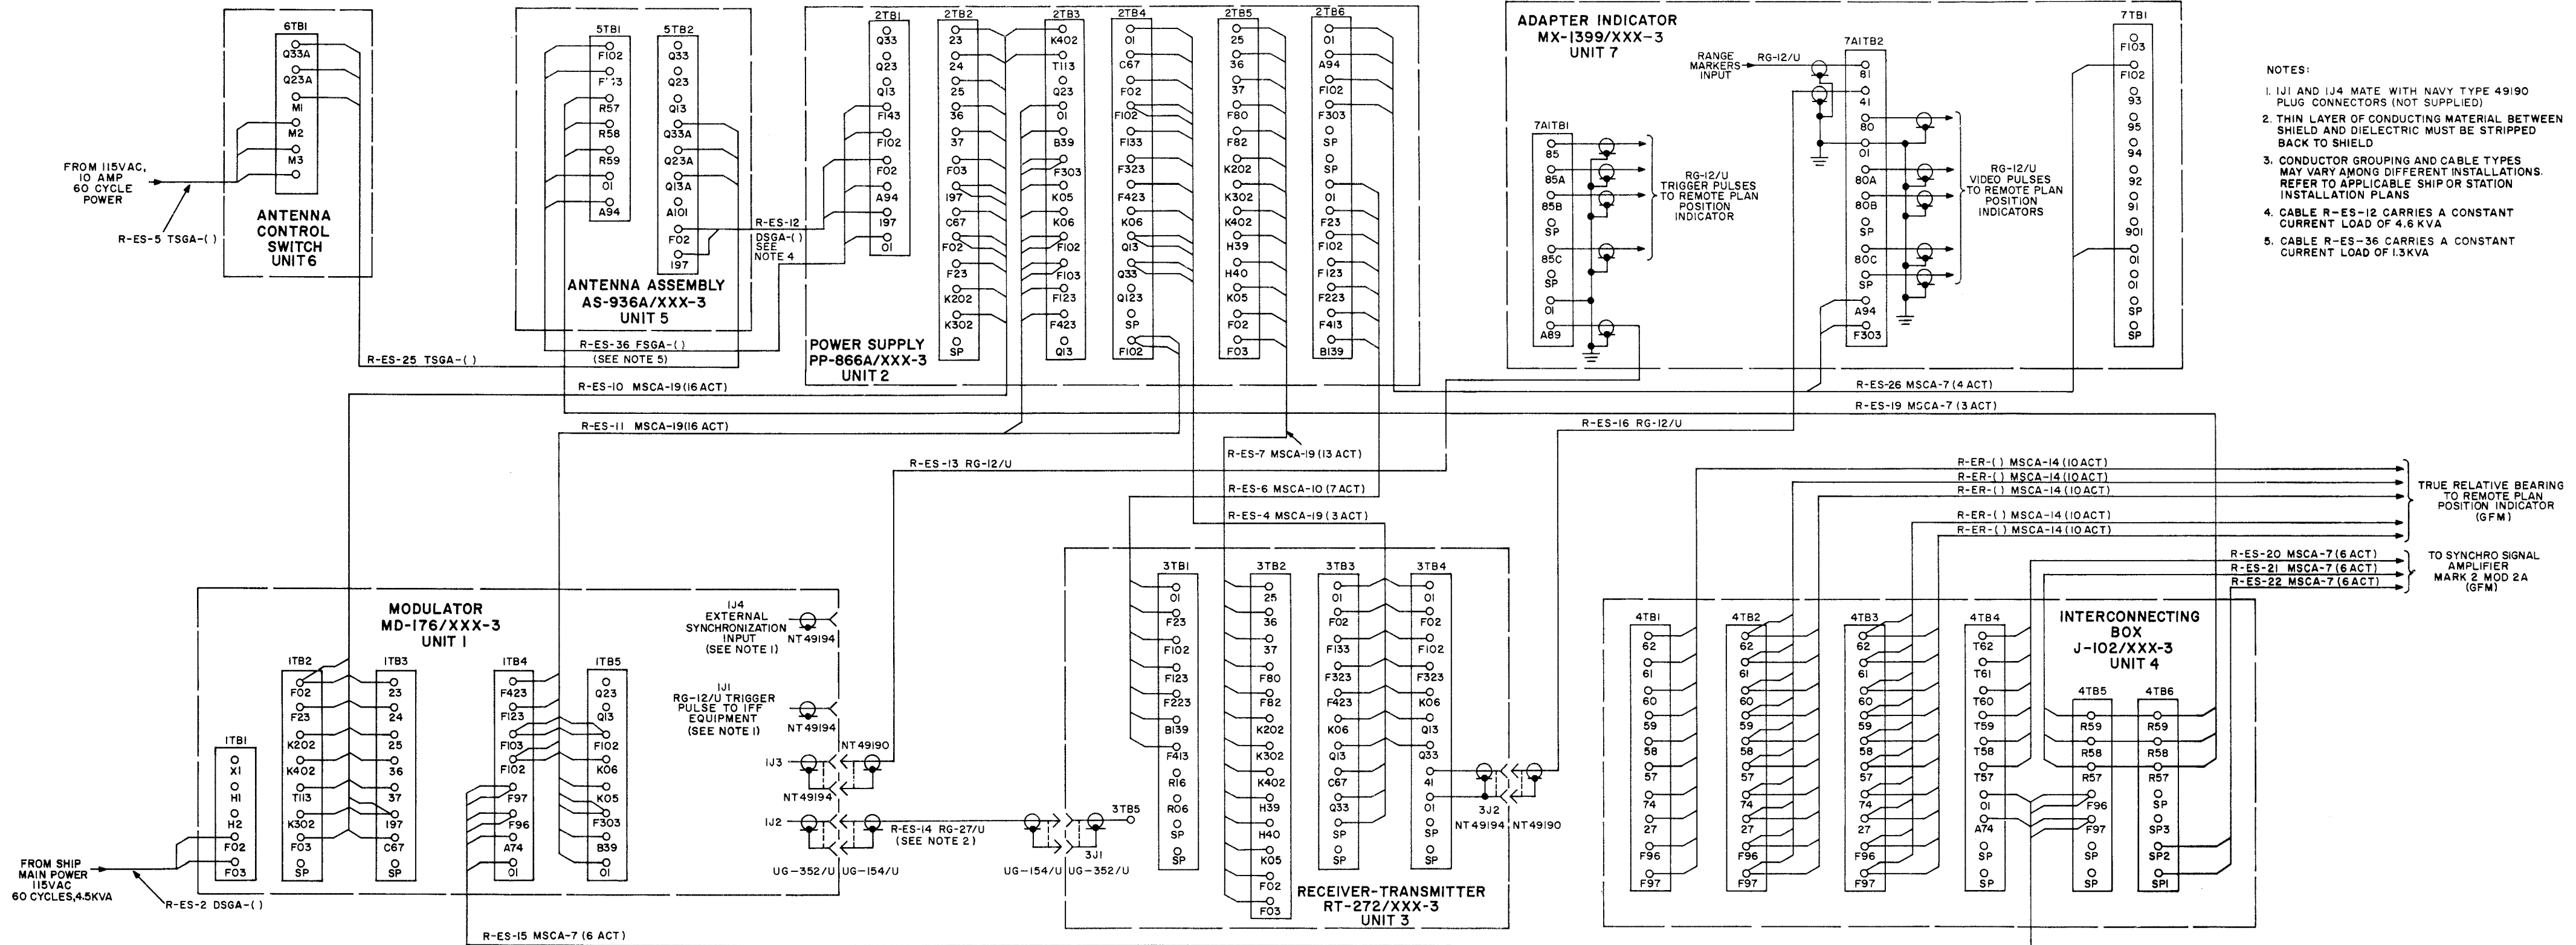 6TB1
Q33A
Q23A
M1
M2
M3
FROM 115VAC,
10 AMP
60 CYCLE
POWER
R-ES-5 TSGA-( )
ANTENNA
CONTROL
SWITCH
UNIT 6
R-ES-25 TSGA-( )
5TB1
F102
R57
R58
R59
O1
A94
5TB2
Q33
Q23
Q13
Q33A
Q23A
Q13A
A101
F02
197
ANTENNA ASSEMBLY
AS-936A/XXX-3
UNIT 5
R-ES-36 FSGA-( )
(SEE NOTE 5)
R-ES-12
DSGA-( )
SEE
NOTE 4
2TB1
Q33
Q23
Q13
F143
F102
F02
A94
197
O1
2TB2
23
24
25
36
37
F03
197
C67
F02
F23
K202
K302
SP
2TB3
K402
T113
Q23
O1
B39
F303
K05
K06
F102
F103
F123
F423
Q13
2TB4
O1
C67
F02
F102
F133
F323
F423
K06
Q13
Q33
Q123
SP
F102
2TB5
25
36
37
F80
F82
K202
K302
K402
H39
H40
K05
F02
F03
2TB6
O1
A94
F102
F303
SP
SP
O1
F23
F102
F123
F223
F413
B139
POWER SUPPLY
PP-866A/XXX-3
UNIT 2
ADAPTER INDICATOR
MX-1399/XXX-3
UNIT 7
RANGE
MARKERS
INPUT
RG-12/U
7A1TB1
85
85A
85B
SP
85C
SP
O1
A89
RG-12/U
TRIGGER PULSES
TO REMOTE PLAN
POSITION
INDICATOR
7A1TB2
81
41
80
O1
80A
80B
SP
80C
SP
A94
F303
RG-12/U
VIDEO PULSES
TO REMOTE PLAN
POSITION
INDICATORS
7TB1
F103
F102
93
95
94
92
91
901
O1
O1
SP
SP
NOTES:
1. 1J1 AND 1J4 MATE WITH NAVY TYPE 49190
PLUG CONNECTORS (NOT SUPPLIED)
2. THIN LAYER OF CONDUCTING MATERIAL BETWEEN
SHIELD AND DIELECTRIC MUST BE STRIPPED
BACK TO SHIELD
3. CONDUCTOR GROUPING AND CABLE TYPES
MAY VARY AMONG DIFFERENT INSTALLATIONS.
REFER TO APPLICABLE SHIP OR STATION
INSTALLATION PLANS
4. CABLE R-ES-12 CARRIES A CONSTANT
CURRENT LOAD OF 4.6 KVA
5. CABLE R-ES-36 CARRIES A CONSTANT
CURRENT LOAD OF 1.3KVA
R-ES-10 MSCA-19(16 ACT)
R-ES-11 MSCA-19(16 ACT)
R-ES-26 MSCA-7 (4 ACT)
R-ES-19 MSCA-7 (3 ACT)
R-ES-16 RG-12/U
R-ES-7 MSCA-19 (13 ACT)
R-ES-13 RG-12/U
R-ES-6 MSCA-10 (7 ACT)
R-ES-4 MSCA-19 (3 ACT)
R-ER-( ) MSCA-14 (10 ACT)
R-ER-( ) MSCA-14 (10 ACT)
R-ER-( ) MSCA-14 (10 ACT)
R-ER-( ) MSCA-14 (10 ACT)
R-ER-( ) MSCA-14 (10 ACT)
TRUE RELATIVE BEARING
TO REMOTE PLAN
POSITION INDICATOR
(GFM)
R-ES-20 MSCA-7 (6 ACT)
R-ES-21 MSCA-7 (6 ACT)
R-ES-22 MSCA-7 (6 ACT)
TO SYNCHRO SIGNAL
AMPLIFIER
MARK 2 MOD 2A
(GFM)
MODULATOR
MD-176/XXX-3
UNIT 1
1TB1
X1
H1
H2
F02
F03
FROM SHIP
MAIN POWER
115VAC
60 CYCLES,4.5KVA
R-ES-2 DSGA-( )
1TB2
F02
F23
K202
K402
T113
K302
F03
SP
1TB3
23
24
25
36
37
197
C67
SP
1TB4
F423
F123
F103
F102
F97
F96
A74
O1
1TB5
Q23
Q13
F102
K06
K05
F303
B39
O1
1J4
EXTERNAL
SYNCHRONIZATION
INPUT
(SEE NOTE 1)
NT49194
1J1
RG-12/U TRIGGER
PULSE TO IFF
EQUIPMENT
(SEE NOTE 1)
NT49194
1J3
NT49190
NT49194
1J2
R-ES-14 RG-27/U
(SEE NOTE 2)
UG-352/U
UG-154/U
UG-154/U
UG-352/U
3J1
3TB5
R-ES-15 MSCA-7 (6 ACT)
3TB1
O1
F23
F102
F123
F223
B139
F413
R16
R06
SP
SP
3TB2
25
36
37
F80
F82
K202
K302
K402
H39
H40
K05
F02
F03
3TB3
O1
F02
F133
F323
F423
K06
Q13
C67
Q33
SP
SP
3TB4
O1
F02
F102
F323
K06
Q13
Q33
41
O1
SP
SP
3J2
NT49194
NT49190
RECEIVER-TRANSMITTER
RT-272/XXX-3
UNIT 3
4TB1
62
61
60
59
58
57
74
27
F96
F97
4TB2
62
61
60
59
58
57
74
27
F96
F97
4TB3
62
61
60
59
58
57
74
27
F96
F97
4TB4
T62
T61
T60
T59
T58
T57
O1
A74
SP
SP
INTERCONNECTING
BOX
J-102/XXX-3
UNIT 4
4TB5
R59
R58
R57
F96
F97
SP
SP
4TB6
R59
R58
R57
SP
SP3
SP2
SP1